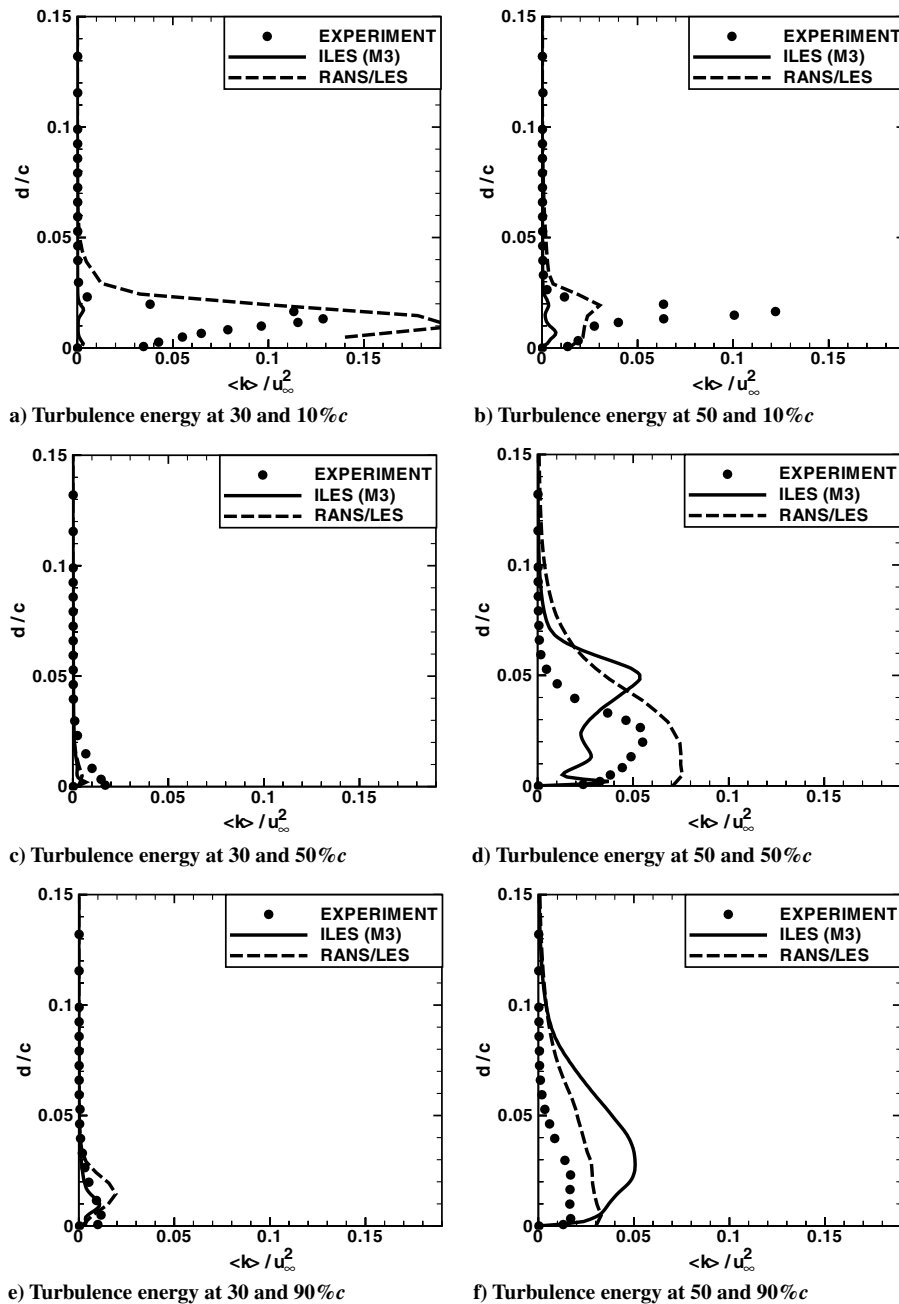 0.15
0.1
0.05
0
d / c
EXPERIMENT
ILES (M3)
RANS/LES
0 0.05 0.1 0.15
<k> / u²∞
a) Turbulence energy at 30 and 10%c
0.15
0.1
0.05
0
d / c
EXPERIMENT
ILES (M3)
RANS/LES
0 0.05 0.1 0.15
<k> / u²∞
b) Turbulence energy at 50 and 10%c
0.15
0.1
0.05
0
d / c
EXPERIMENT
ILES (M3)
RANS/LES
0 0.05 0.1 0.15
<k> / u²∞
c) Turbulence energy at 30 and 50%c
0.15
0.1
0.05
0
d / c
EXPERIMENT
ILES (M3)
RANS/LES
0 0.05 0.1 0.15
<k> / u²∞
d) Turbulence energy at 50 and 50%c
0.15
0.1
0.05
0
d / c
EXPERIMENT
ILES (M3)
RANS/LES
0 0.05 0.1 0.15
<k> / u²∞
e) Turbulence energy at 30 and 90%c
0.15
0.1
0.05
0
d / c
EXPERIMENT
ILES (M3)
RANS/LES
0 0.05 0.1 0.15
<k> / u²∞
f) Turbulence energy at 50 and 90%c